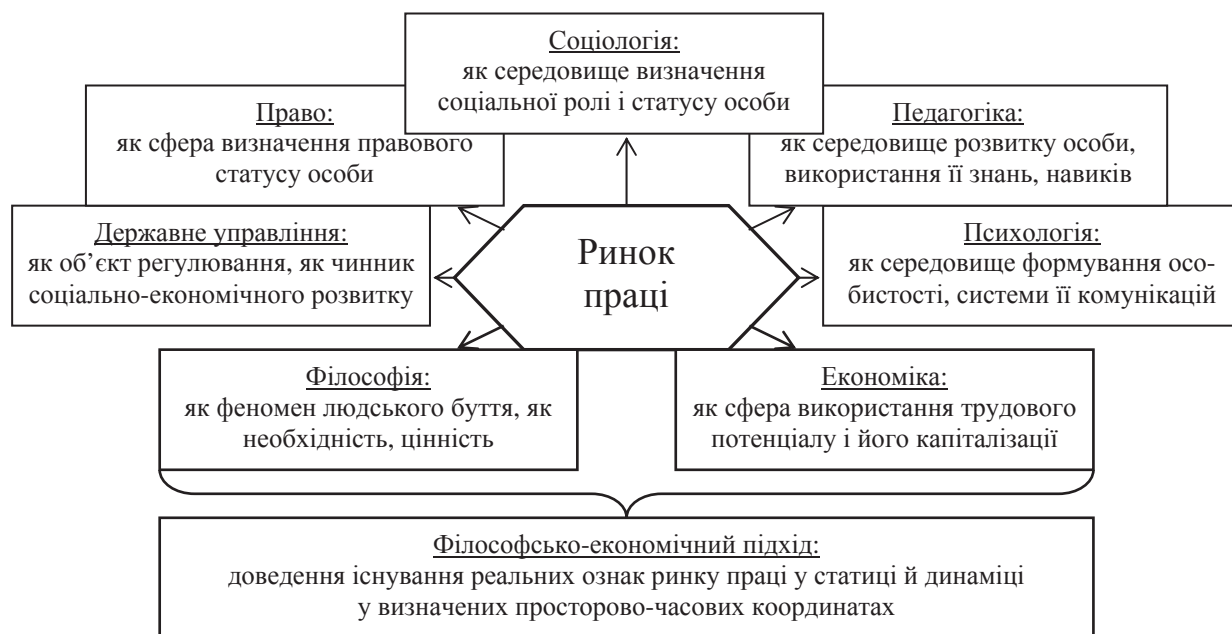 Соціологія:
як середовище визначення
соціальної ролі і статусу особи
Право:
як сфера визначення правового
статусу особи
Педагогіка:
як середовище розвитку особи,
використання її знань, навиків
Державне управління:
як об’єкт регулювання, як чинник
соціально-економічного розвитку
Ринок
праці
Психологія:
як середовище формування осо-
бистості, системи її комунікацій
Філософія:
як феномен людського буття, як
необхідність, цінність
Економіка:
як сфера використання трудового
потенціалу і його капіталізації
Філософсько-економічний підхід:
доведення існування реальних ознак ринку праці у статиці й динаміці
у визначених просторово-часових координатах